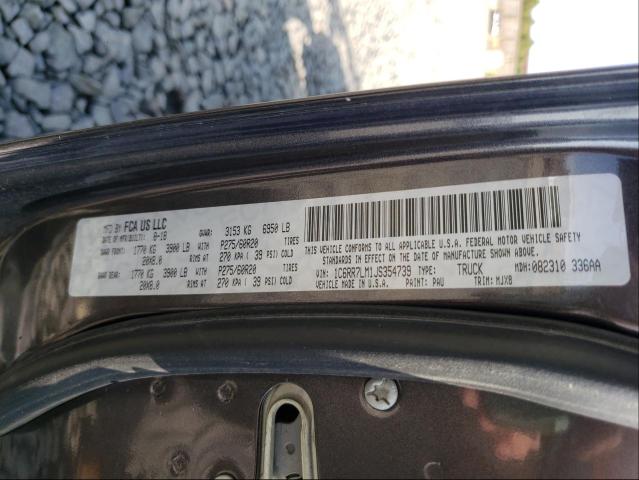 MFD BY FCA US LLC
DATE OF MFR: 8-18 GVWR: 3153 KG 6950 LB
GAWR FRONT: 1770 KG 3900 LB WITH P275/60R20 TIRES
20X8.0 RIMS AT 270 KPA ( 39 PSI) COLD
GAWR REAR: 1770 KG 3900 LB WITH P275/60R20 TIRES
20X8.0 RIMS AT 270 KPA ( 39 PSI) COLD
THIS VEHICLE CONFORMS TO ALL APPLICABLE U.S.A. FEDERAL MOTOR VEHICLE SAFETY
STANDARDS IN EFFECT ON THE DATE OF MANUFACTURE SHOWN ABOVE.
VIN: 1C6RR7LM1JS354739 TYPE: TRUCK MDH: 082310 336AA
VEHICLE MADE IN U.S.A. PAINT: PAU TRIM: MJX8